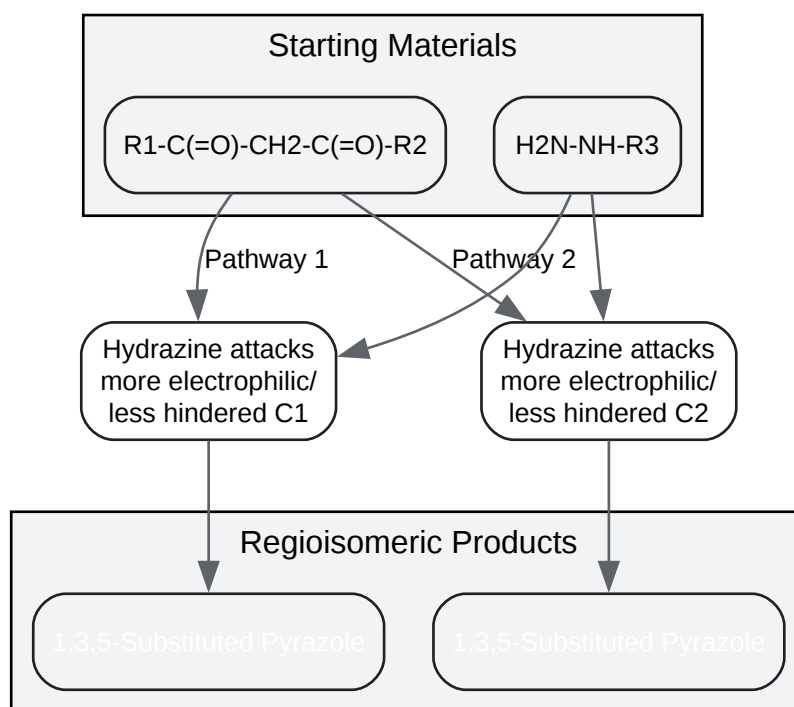 Starting Materials
R1-C(=O)-CH2-C(=O)-R2
H2N-NH-R3
Pathway 1
Pathway 2
Hydrazine attacks
more electrophilic/
less hindered C1
Hydrazine attacks
more electrophilic/
less hindered C2
Regioisomeric Products
1,3,5-Substituted Pyrazole
1,3,5-Substituted Pyrazole